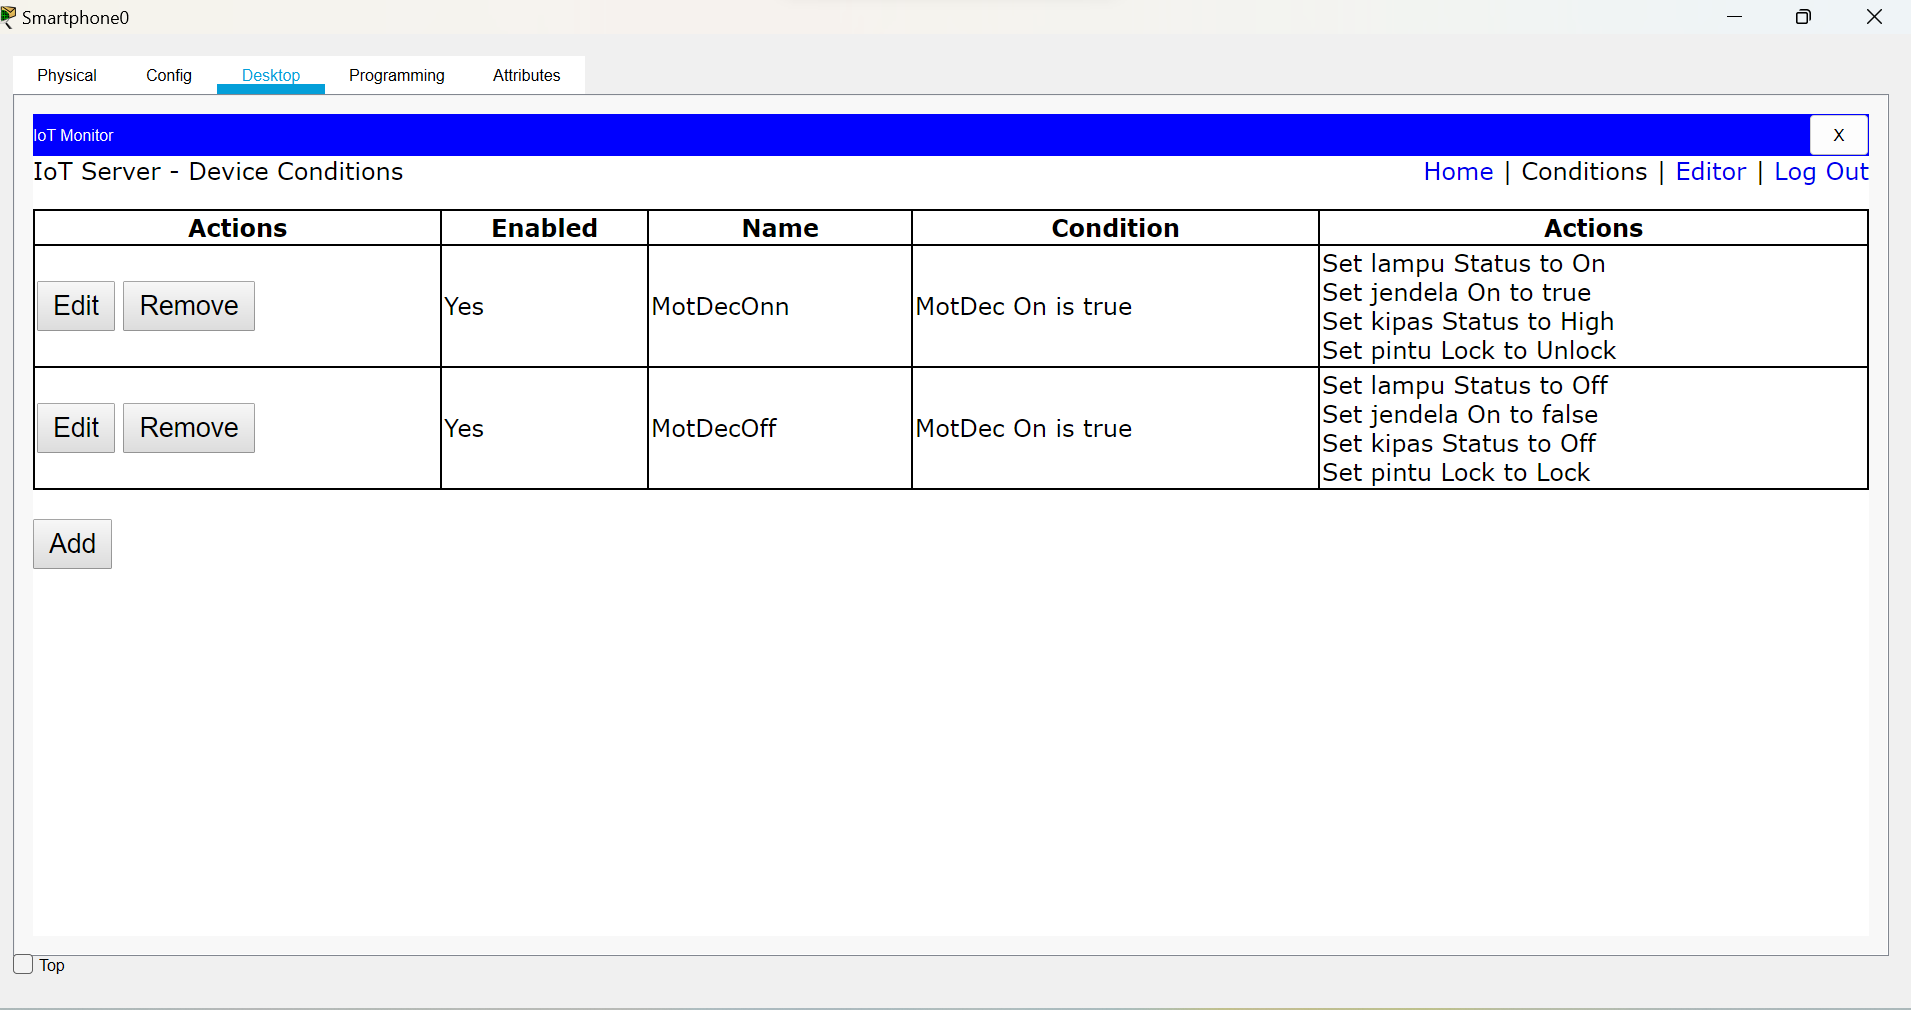 Smartphone0
Physical Config Desktop Programming Attributes
IoT Monitor X
IoT Server - Device Conditions Home | Conditions | Editor | Log Out
Actions Enabled Name Condition Actions
Edit Remove Yes MotDecOnn MotDec On is true
Set lampu Status to On
Set jendela On to true
Set kipas Status to High
Set pintu Lock to Unlock
Edit Remove Yes MotDecOff MotDec On is true
Set lampu Status to Off
Set jendela On to false
Set kipas Status to Off
Set pintu Lock to Lock
Add
Top